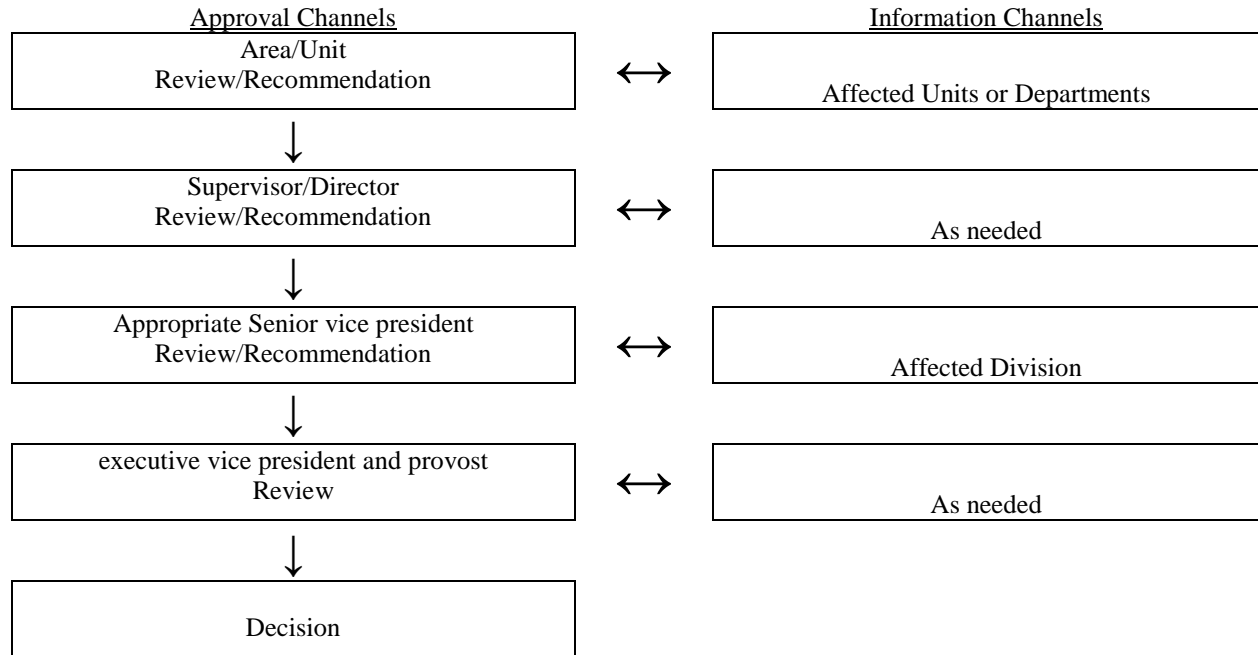 Approval Channels
Information Channels
Area/Unit
Review/Recommendation
Affected Units or Departments
Supervisor/Director
Review/Recommendation
As needed
Appropriate Senior vice president
Review/Recommendation
Affected Division
executive vice president and provost
Review
As needed
Decision